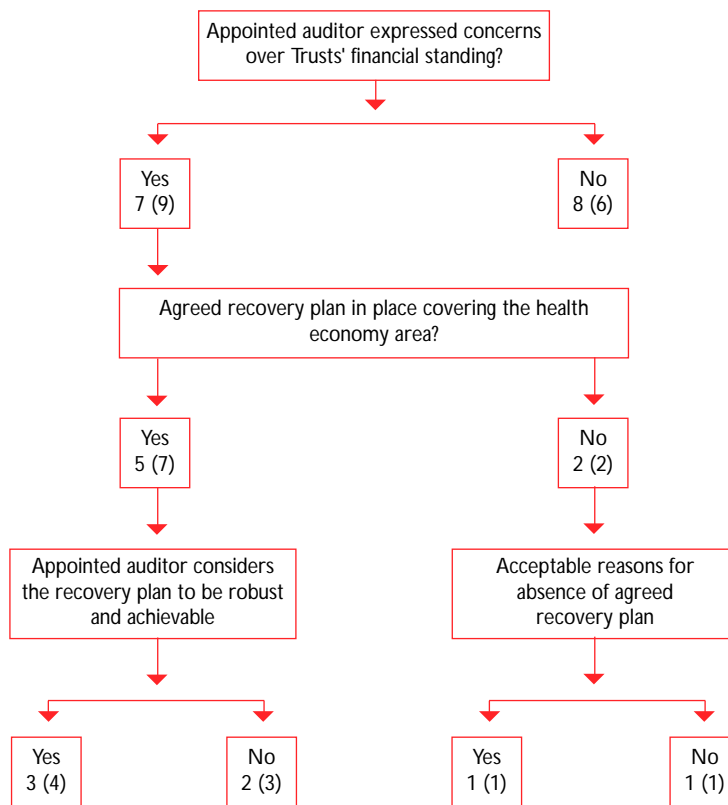 Appointed auditor expressed concerns
over Trusts' financial standing?
Yes
7 (9)
No
8 (6)
Agreed recovery plan in place covering the health
economy area?
Yes
5 (7)
No
2 (2)
Appointed auditor considers
the recovery plan to be robust
and achievable
Acceptable reasons for
absence of agreed
recovery plan
Yes
3 (4)
No
2 (3)
Yes
1 (1)
No
1 (1)